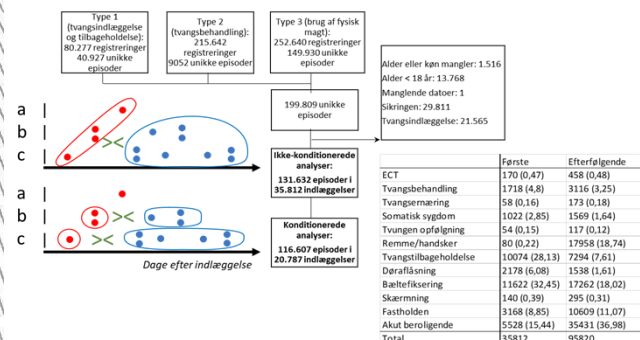 Type 1
(tvangsindlæggelse
og tilbageholdelse):
80.277 registreringer
40.927 unikke
episoder
Type 2
(tvangsbehandling):
215.642
registreringer
9052 unikke episoder
Type 3 (brug af fysisk
magt):
252.640 registreringer
149.930 unikke
episoder
199.809 unikke
episoder
Alder eller køn mangler: 1.516
Alder < 18 år: 13.768
Manglende datoer: 1
Sikringen: 29.811
Tvangsindlæggelse: 21.565
Ikke-konditionerede
analyser:
131.632 episoder i
35.812 indlæggelser
Konditionerede
analyser:
116.607 episoder i
20.787 indlæggelser
a
b
c
><
a
b ><
c ><
Dage efter indlæggelse
Første Efterfølgende
ECT 170 (0,47) 458 (0,48)
Tvangsbehandling 1718 (4,8) 3116 (3,25)
Tvangsernæring 58 (0,16) 173 (0,18)
Somatisk sygdom 1022 (2,85) 1569 (1,64)
Tvungen opfølgning 54 (0,15) 117 (0,12)
Remme/handsker 80 (0,22) 17958 (18,74)
Tvangstilbageholdelse 10074 (28,13) 7294 (7,61)
Døraflåsning 2178 (6,08) 1538 (1,61)
Bæltefiksering 11622 (32,45) 17262 (18,02)
Skærmning 140 (0,39) 295 (0,31)
Fastholden 3168 (8,85) 10609 (11,07)
Akut beroligende 5528 (15,44) 35431 (36,98)
Total 35812 95820